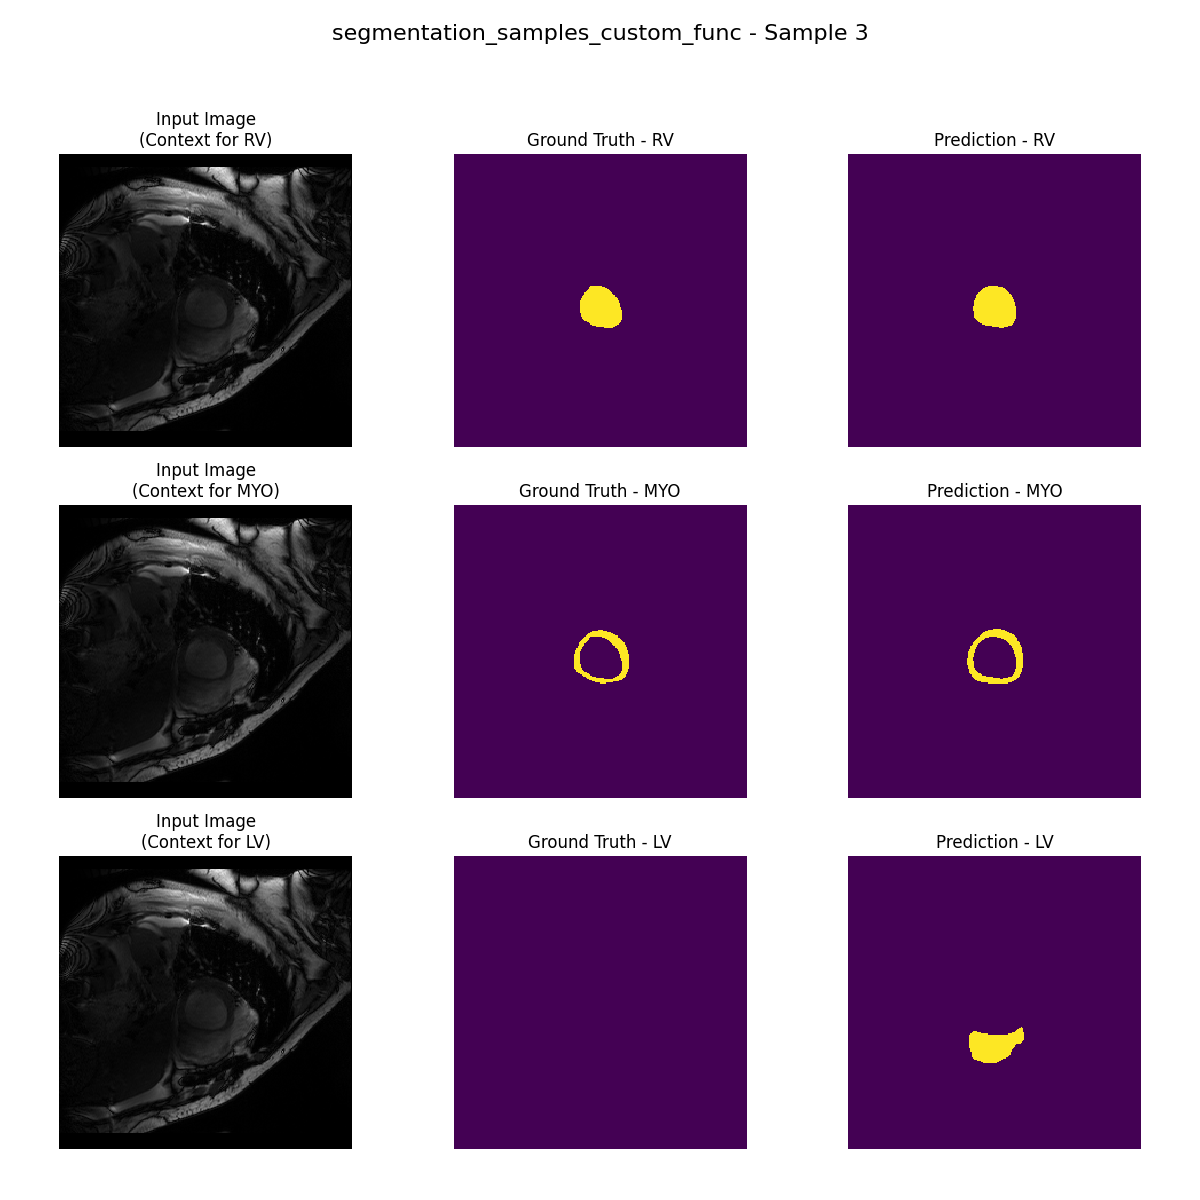 segmentation_samples_custom_func - Sample 3
Input Image
(Context for RV)
Ground Truth - RV
Prediction - RV
Input Image
(Context for MYO)
Ground Truth - MYO
Prediction - MYO
Input Image
(Context for LV)
Ground Truth - LV
Prediction - LV